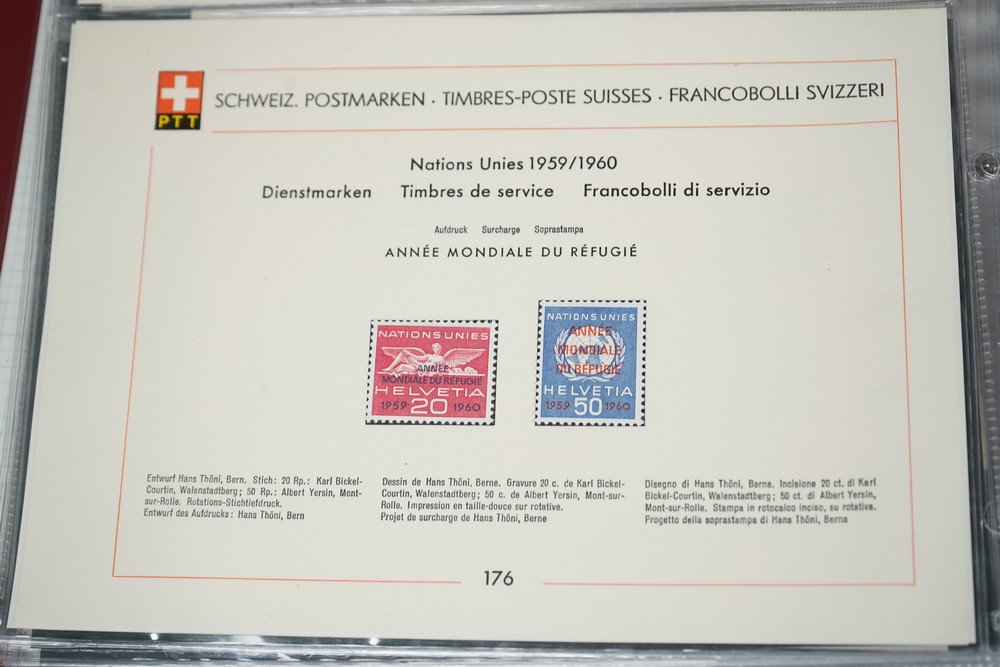 PTT
SCHWEIZ. POSTMARKEN · TIMBRES-POSTE SUISSES · FRANCOBOLLI SVIZZERI
Nations Unies 1959/1960
Dienstmarken Timbres de service Francobolli di servizio
Aufdruck Surcharge Soprastampa
ANNÉE MONDIALE DU RÉFUGIÉ
NATIONS UNIES
ANNÉE
MONDIALE DU RÉFUGIÉ
HELVETIA
1959 20 1960
NATIONS UNIES
ANNÉE
MONDIALE
DU RÉFUGIÉ
HELVETIA
1959 50 1960
Entwurf Hans Thöni, Bern. Stich: 20 Rp.: Karl Bickel-
Courtin, Walenstadtberg; 50 Rp.: Albert Yersin, Mont-
sur-Rolle. Rotations-Stichtiefdruck.
Entwurf des Aufdrucks: Hans Thöni, Bern
Dessin de Hans Thöni, Berne. Gravure 20 c. de Karl Bickel-
Courtin, Walenstadtberg; 50 c. de Albert Yersin, Mont-sur-
Rolle. Impression en taille-douce sur rotative.
Projet de surcharge de Hans Thöni, Berne
Disegno di Hans Thöni, Berna. Incisione 20 ct. di Karl
Bickel-Courtin, Walenstadtberg; 50 ct. di Albert Yersin,
Mont-sur-Rolle. Stampa in rotocalco inciso, su rotativa.
Progetto della soprastampa di Hans Thöni, Berna
176